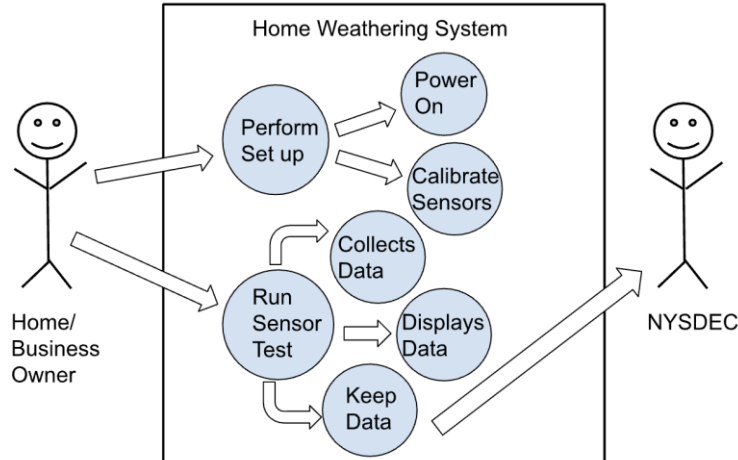 Home Weathering System
Power
On
Perform
Set up
Calibrate
Sensors
Collects
Data
Run
Sensor
Test
Displays
Data
Keep
Data
Home/
Business
Owner
NYSDEC